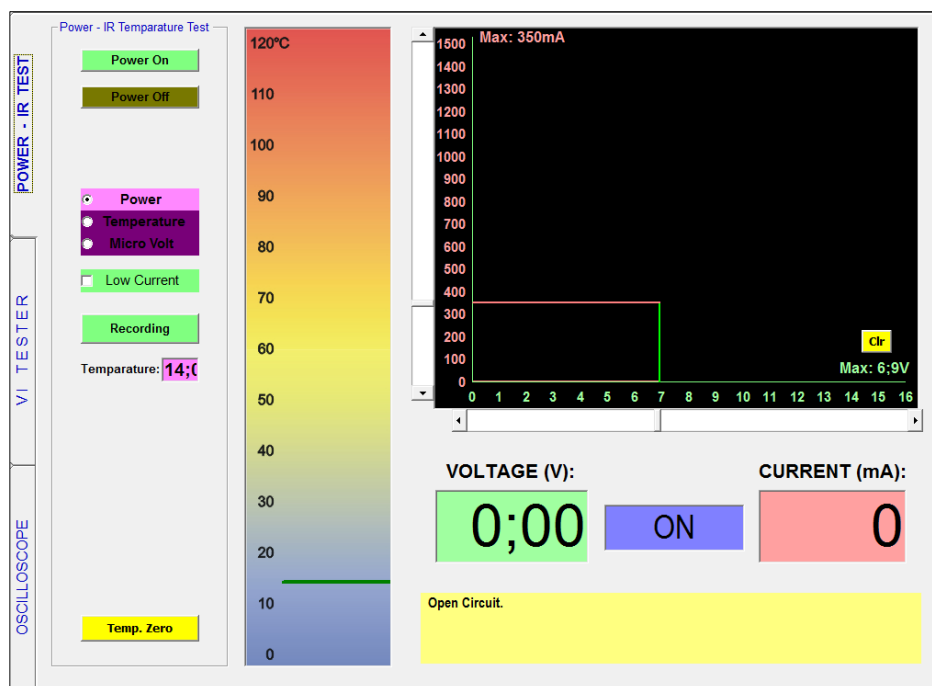 Power - IR Temparature Test
POWER - IR TEST
VI TESTER
OSCILLOSCOPE
Power On
Power Off
Power
Temperature
Micro Volt
Low Current
Recording
Temparature:
14;0
Temp. Zero
120ºC
110
100
90
80
70
60
50
40
30
20
10
0
Max: 350mA
1500
1400
1300
1200
1100
1000
900
800
700
600
500
400
300
200
100
0
Clr
Max: 6;9V
0 1 2 3 4 5 6 7 8 9 10 11 12 13 14 15 16
VOLTAGE (V):
CURRENT (mA):
0;00
ON
0
Open Circuit.